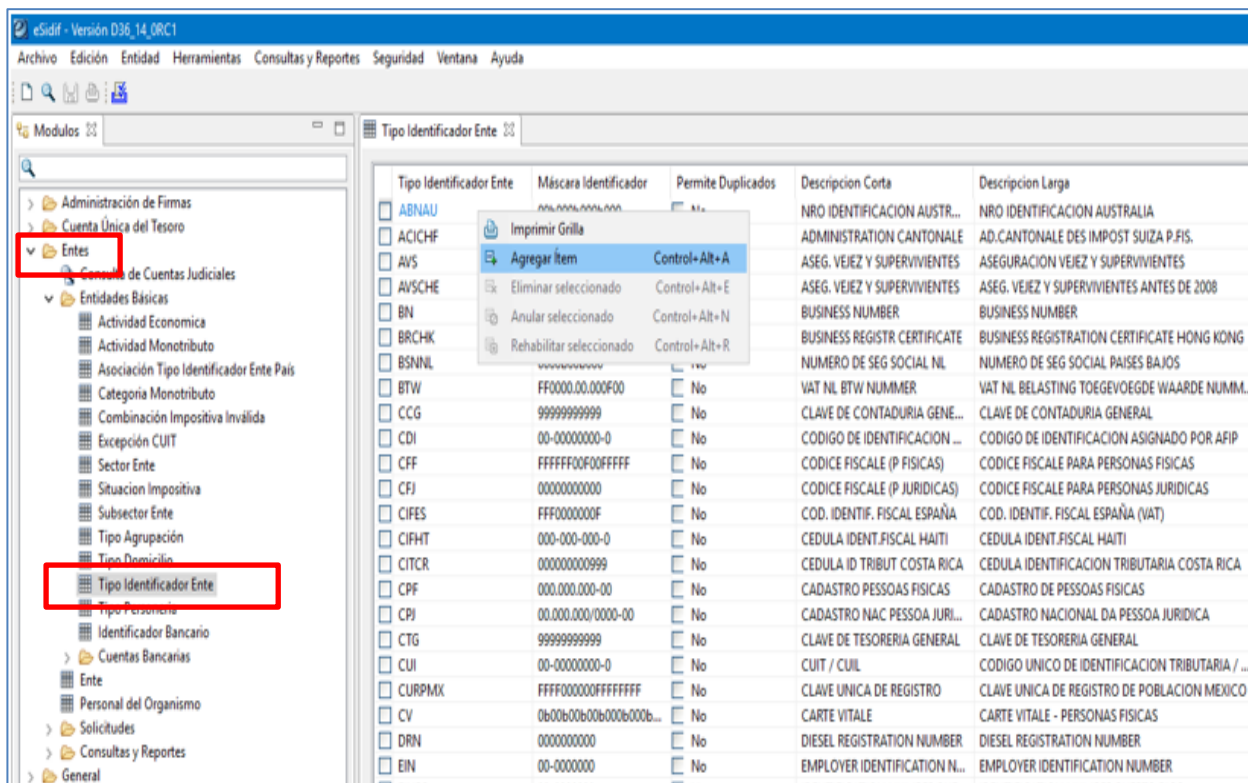 eSidif - Versión D36_14_0RC1
Archivo Edición Entidad Herramientas Consultas y Reportes Seguridad Ventana Ayuda
Modulos
Administración de Firmas
Cuenta Única del Tesoro
Entes
Consulta de Cuentas Judiciales
Entidades Básicas
Actividad Economica
Actividad Monotributo
Asociación Tipo Identificador Ente País
Categoria Monotributo
Combinación Impositiva Inválida
Excepción CUIT
Sector Ente
Situacion Impositiva
Subsector Ente
Tipo Agrupación
Tipo Domicilio
Tipo Identificador Ente
Tipo Personeria
Identificador Bancario
Cuentas Bancarias
Ente
Personal del Organismo
Solicitudes
Consultas y Reportes
General
Tipo Identificador Ente
Tipo Identificador Ente Máscara Identificador Permite Duplicados Descripcion Corta Descripcion Larga
ABNAU No NRO IDENTIFICACION AUSTR... NRO IDENTIFICACION AUSTRALIA
ACICHF ADMINISTRATION CANTONALE AD.CANTONALE DES IMPOST SUIZA P.FIS.
AVS ASEG. VEJEZ Y SUPERVIVIENTES ASEGURACION VEJEZ Y SUPERVIVIENTES
AVSCHE ASEG. VEJEZ Y SUPERVIVIENTES ASEG. VEJEZ Y SUPERVIVIENTES ANTES DE 2008
BN BUSINESS NUMBER BUSINESS NUMBER
BRCHK BUSINESS REGISTR CERTIFICATE BUSINESS REGISTRATION CERTIFICATE HONG KONG
BSNNL No NUMERO DE SEG SOCIAL NL NUMERO DE SEG SOCIAL PAISES BAJOS
BTW FF0000.00.000F00 No VAT NL BTW NUMMER VAT NL BELASTING TOEGEVOEGDE WAARDE NUMM...
CCG 99999999999 No CLAVE DE CONTADURIA GENE... CLAVE DE CONTADURIA GENERAL
CDI 00-00000000-0 No CODIGO DE IDENTIFICACION ... CODIGO DE IDENTIFICACION ASIGNADO POR AFIP
CFF FFFFFF00F00FFFFF No CODICE FISCALE (P FISICAS) CODICE FISCALE PARA PERSONAS FISICAS
CFJ 00000000000 No CODICE FISCALE (P JURIDICAS) CODICE FISCALE PARA PERSONAS JURIDICAS
CIFES FFF0000000F No COD. IDENTIF. FISCAL ESPAÑA COD. IDENTIF. FISCAL ESPAÑA (VAT)
CIFHT 000-000-000-0 No CEDULA IDENT.FISCAL HAITI CEDULA IDENT.FISCAL HAITI
CITCR 000000000999 No CEDULA ID TRIBUT COSTA RICA CEDULA IDENTIFICACION TRIBUTARIA COSTA RICA
CPF 000.000.000-00 No CADASTRO PESSOAS FISICAS CADASTRO DE PESSOAS FISICAS
CPJ 00.000.000/0000-00 No CADASTRO NAC PESSOA JURI... CADASTRO NACIONAL DA PESSOA JURIDICA
CTG 99999999999 No CLAVE DE TESORERIA GENERAL CLAVE DE TESORERIA GENERAL
CUI 00-00000000-0 No CUIT / CUIL CODIGO UNICO DE IDENTIFICACION TRIBUTARIA / ...
CURPMX FFFF000000FFFFFFFF No CLAVE UNICA DE REGISTRO CLAVE UNICA DE REGISTRO DE POBLACION MEXICO
CV 0b00b00b00b000b000b... No CARTE VITALE CARTE VITALE - PERSONAS FISICAS
DRN 0000000000 No DIESEL REGISTRATION NUMBER DIESEL REGISTRATION NUMBER
EIN 00-0000000 No EMPLOYER IDENTIFICATION N... EMPLOYER IDENTIFICATION NUMBER
Imprimir Grilla
Agregar Ítem Control+Alt+A
Eliminar seleccionado Control+Alt+E
Anular seleccionado Control+Alt+N
Rehabilitar seleccionado Control+Alt+R